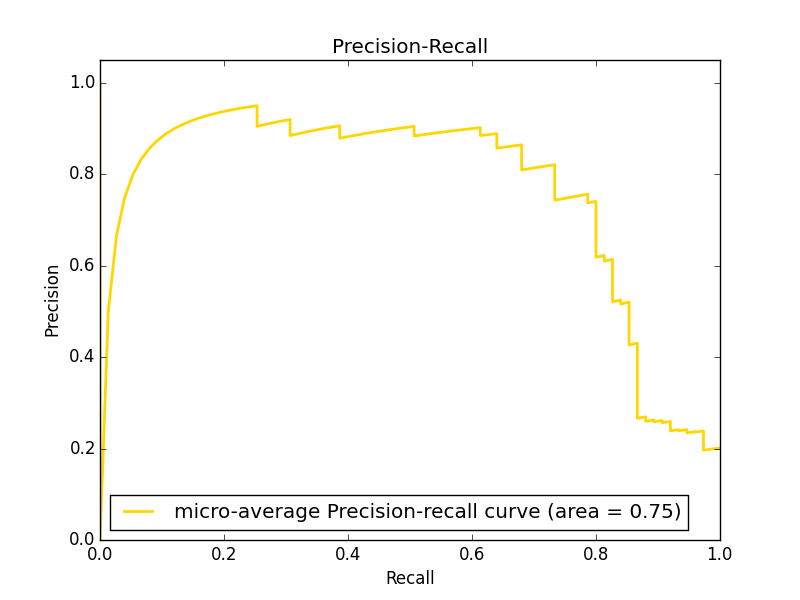 Precision-Recall
1.0
0.8
0.6
0.4
0.2
0.0
Precision
micro-average Precision-recall curve (area = 0.75)
0.0 0.2 0.4 0.6 0.8 1.0
Recall